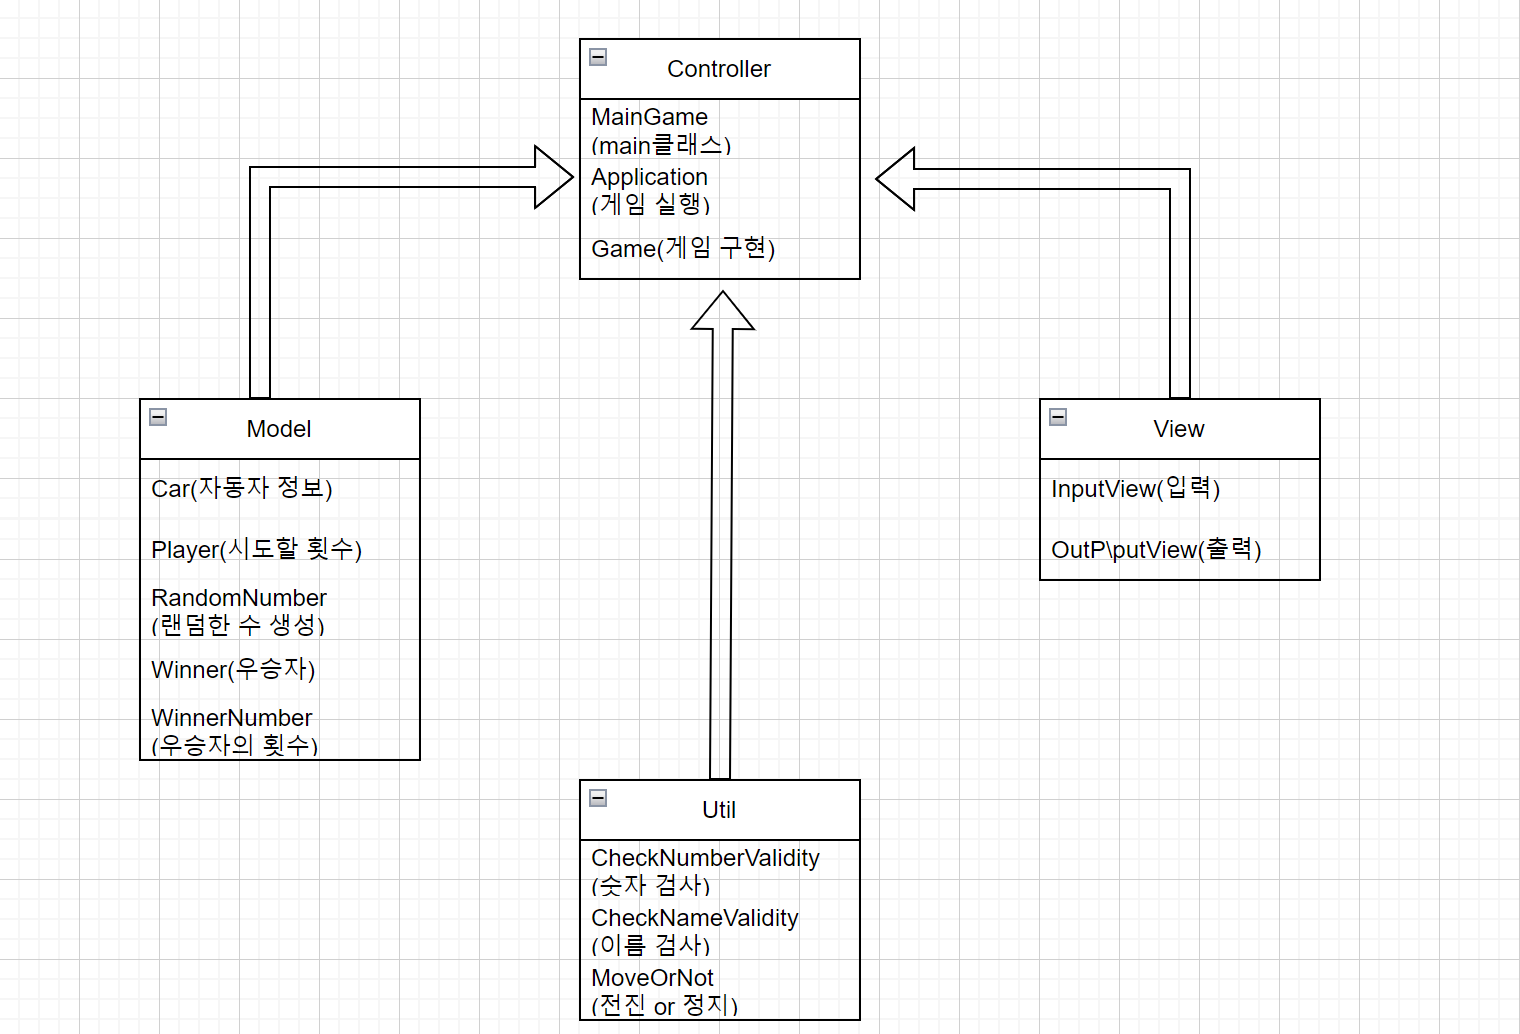 Controller
MainGame
(main클래스)
Application
(게임 실행)
Game(게임 구현)
Model
Car(자동자 정보)
Player(시도할 횟수)
RandomNumber
(랜덤한 수 생성)
Winner(우승자)
WinnerNumber
(우승자의 횟수)
View
InputView(입력)
OutP\putView(출력)
Util
CheckNumberValidity
(숫자 검사)
CheckNameValidity
(이름 검사)
MoveOrNot
(전진 or 정지)